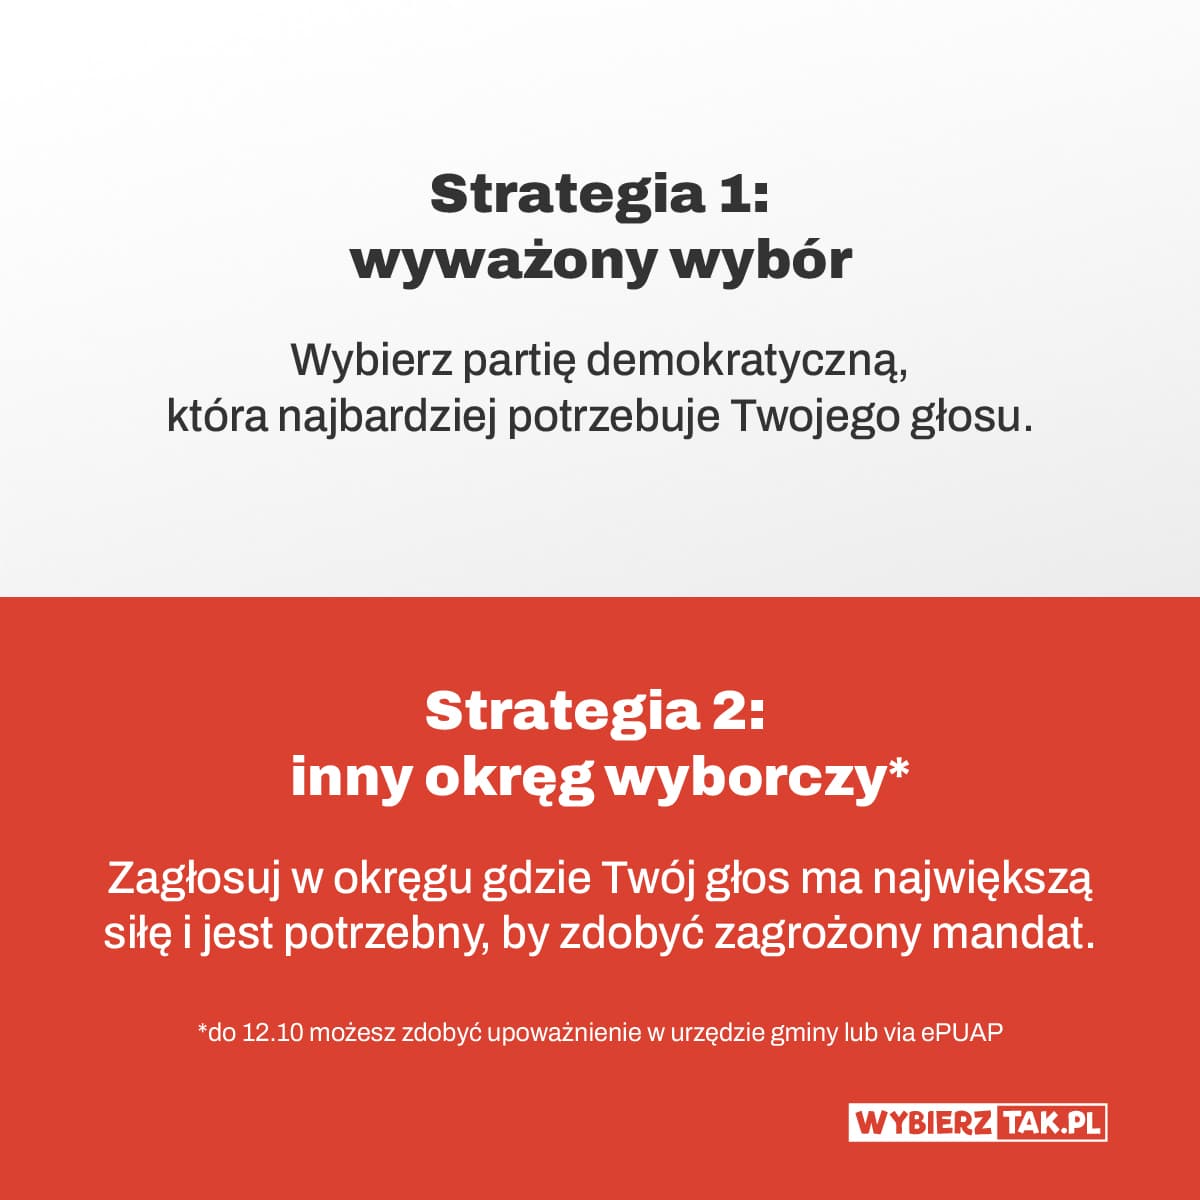 Strategia 1:
wyważony wybór
Wybierz partię demokratyczną,
która najbardziej potrzebuje Twojego głosu.
Strategia 2:
inny okręg wyborczy*
Zagłosuj w okręgu gdzie Twój głos ma największą
siłę i jest potrzebny, by zdobyć zagrożony mandat.
*do 12.10 możesz zdobyć upoważnienie w urzędzie gminy lub via ePUAP
WYBIERZ TAK.PL